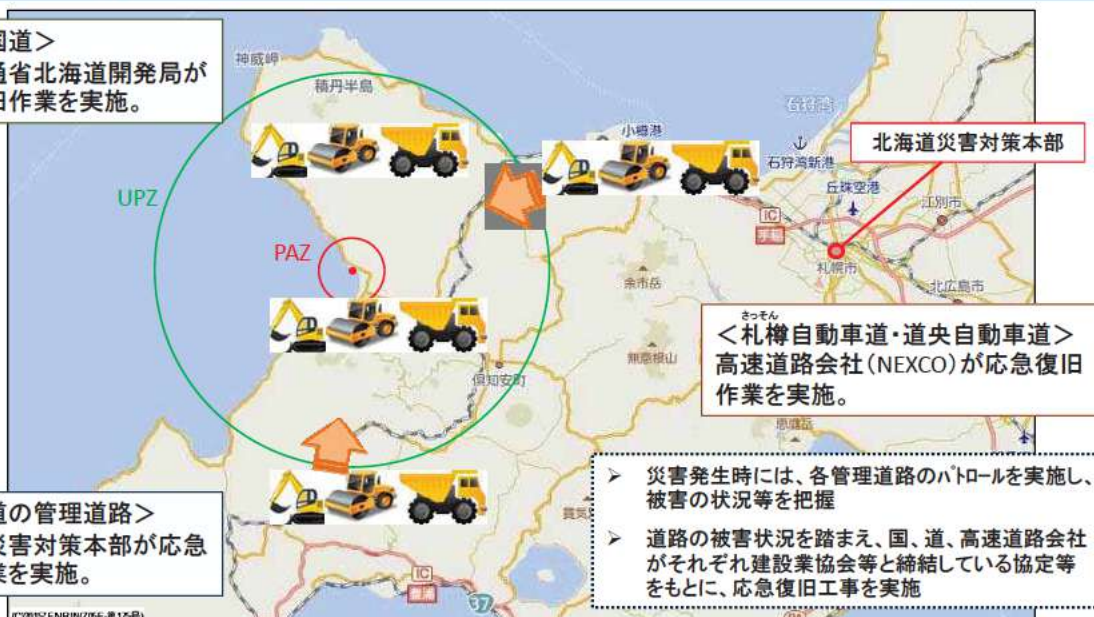 国道＞
通省北海道開発局が
旧作業を実施。
神威岬
積丹半島
石狩湾
小樽港
石狩湾新港
北海道災害対策本部
丘珠空港
江別市
UPZ
IC
手稲
札幌市
PAZ
北広島市
余市岳
さっそん
＜札樽自動車道・道央自動車道＞
高速道路会社（NEXCO）が応急復旧
作業を実施。
無意根山
倶知安町
➢ 災害発生時には、各管理道路のパトロールを実施し、
被害の状況等を把握
➢ 道路の被害状況を踏まえ、国、道、高速道路会社
がそれぞれ建設業協会等と締結している協定等
をもとに、応急復旧工事を実施
道の管理道路＞
災害対策本部が応急
業を実施。
IC
37